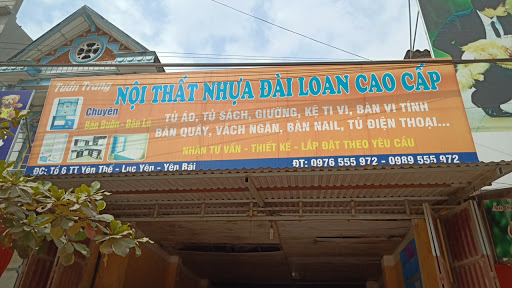 Tuấn Trang
NỘI THẤT NHỰA ĐÀI LOAN CAO CẤP
Chuyên
Bán Buôn - Bán Lẻ
TỦ ÁO, TỦ SÁCH, GIƯỜNG, KỆ TI VI, BÀN VI TÍNH
BÀN QUẦY, VÁCH NGĂN, BÀN NAIL, TỦ ĐIỆN THOẠI...
NHẬN TƯ VẤN - THIẾT KẾ - LẮP ĐẶT THEO YÊU CẦU
ĐC: Tổ 6 TT Yên Thế - Lục Yên - Yên Bái
ĐT: 0976 555 972 - 0989 555 972